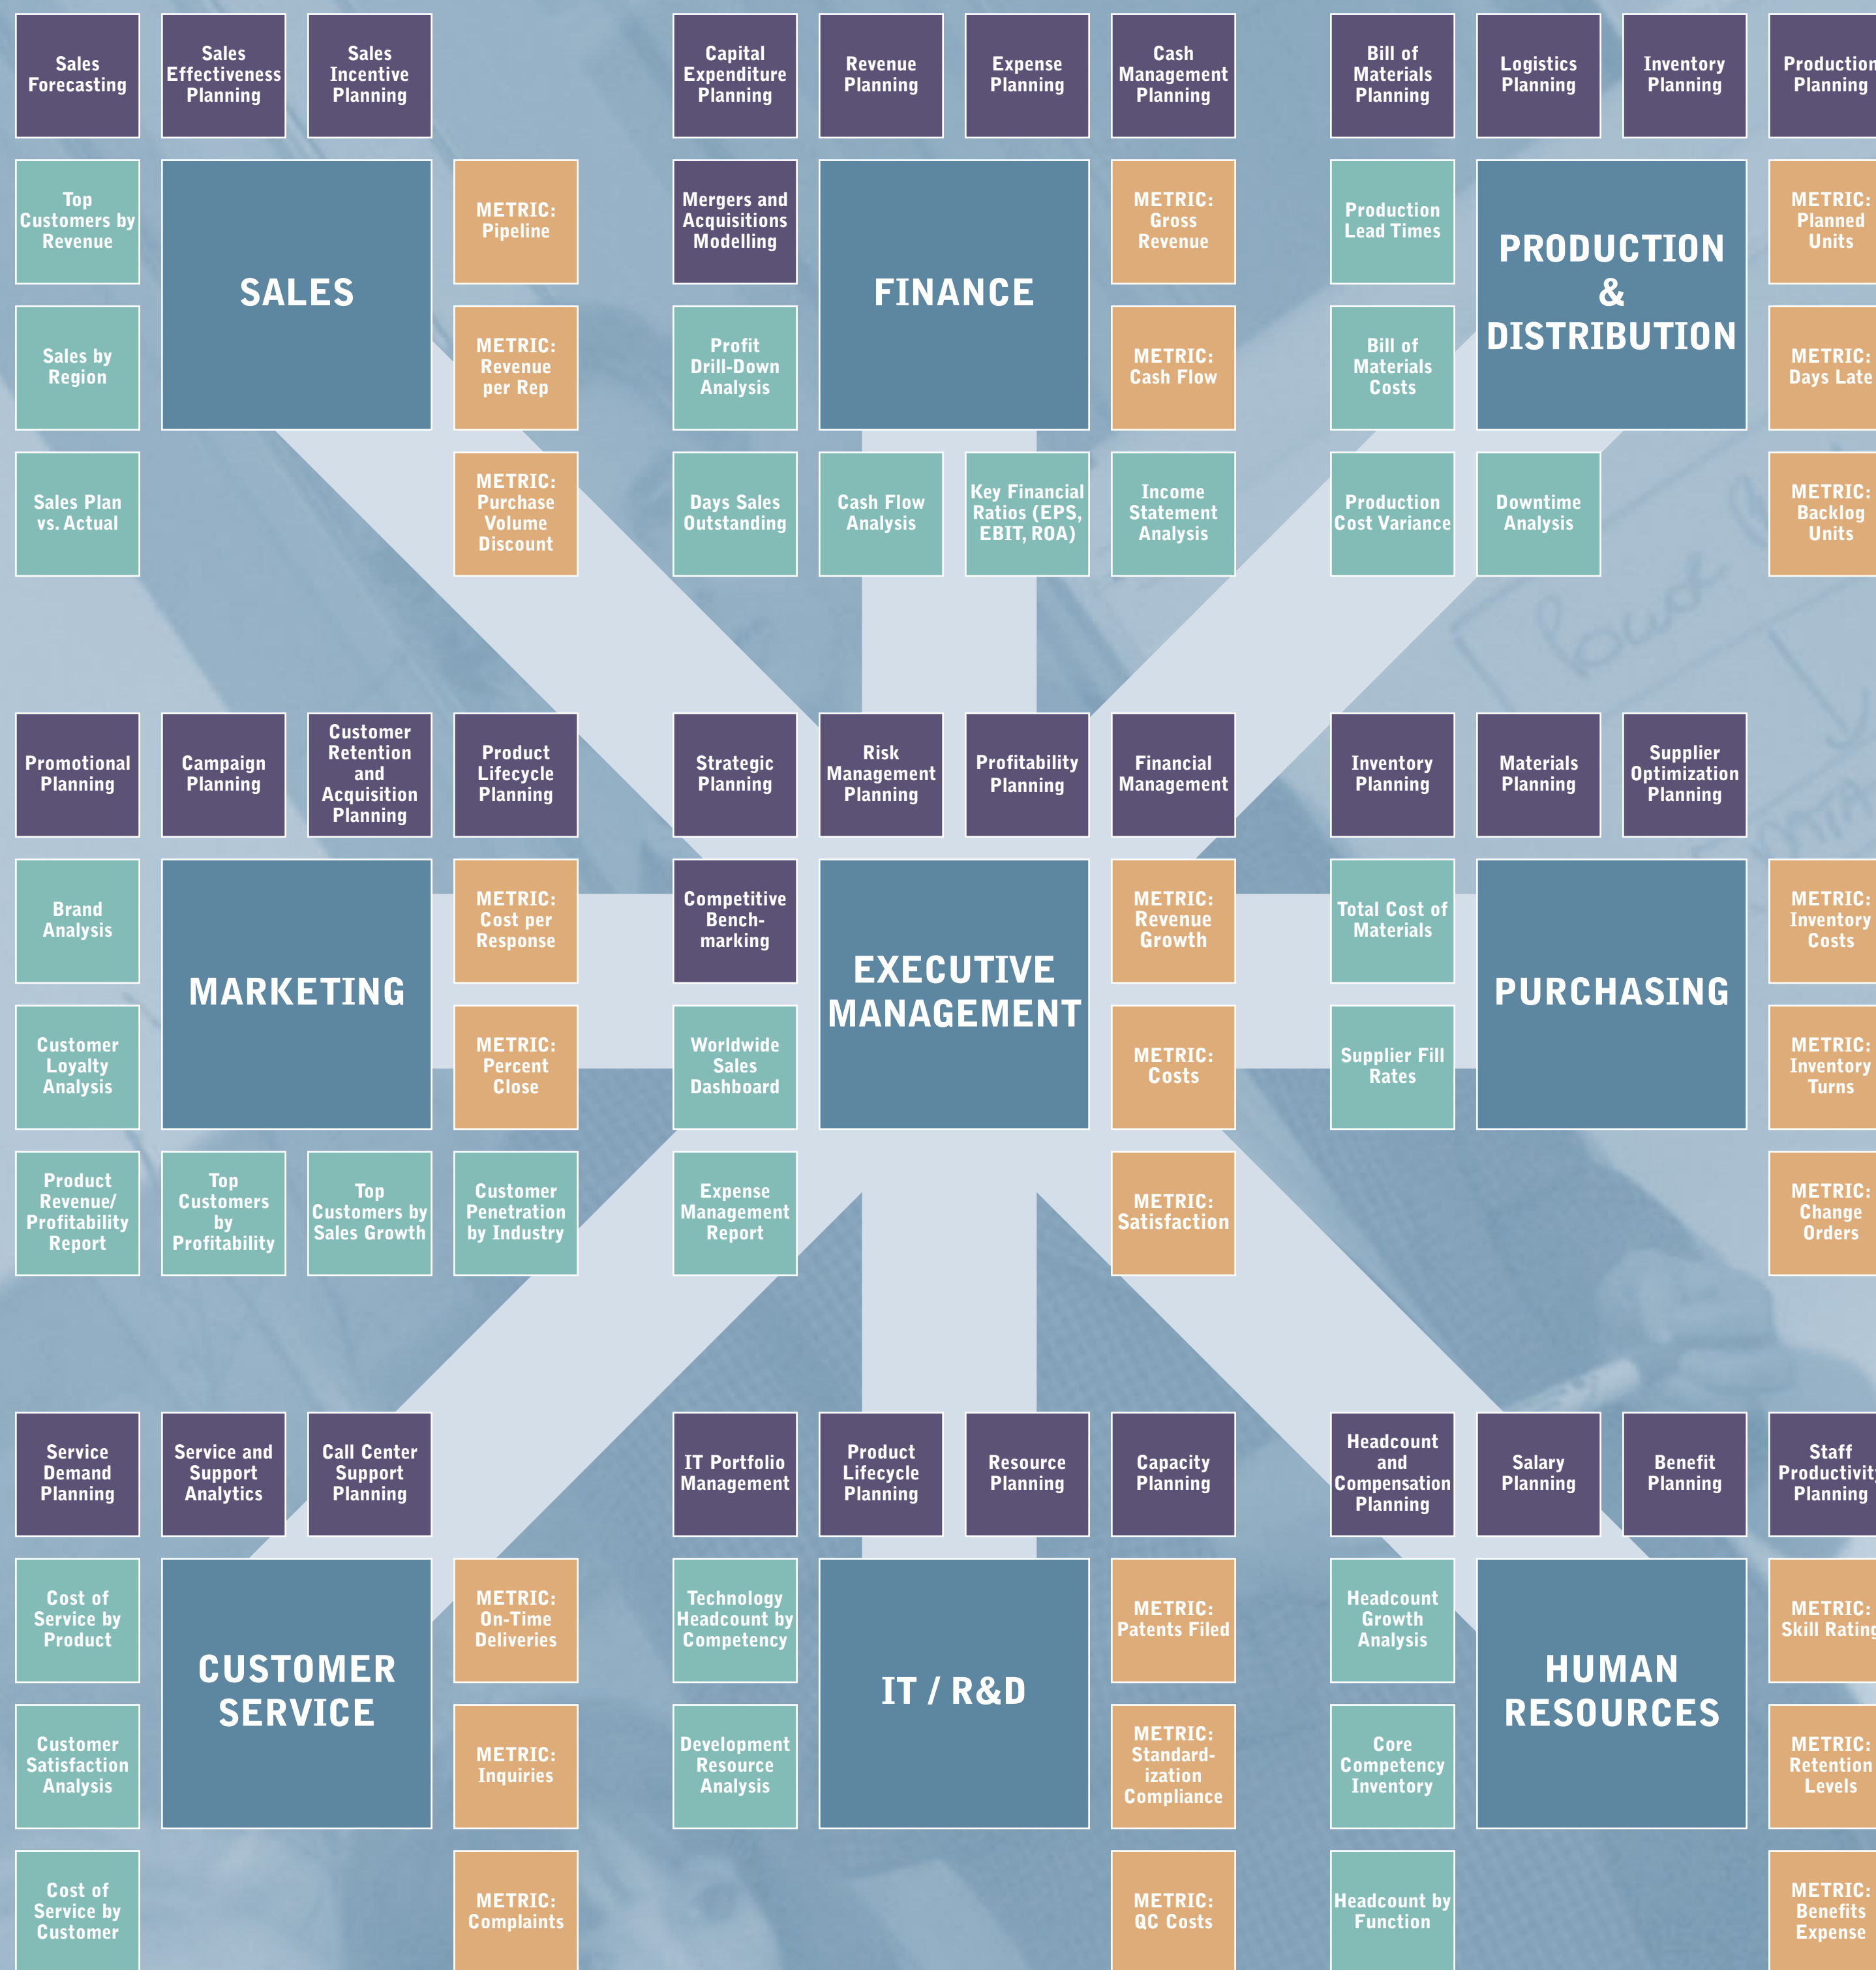 Sales
Forecasting
Sales
Effectiveness
Planning
Sales
Incentive
Planning
Top
Customers by
Revenue
SALES
METRIC:
Pipeline
Sales by
Region
METRIC:
Revenue
per Rep
Sales Plan
vs. Actual
METRIC:
Purchase
Volume
Discount
Capital
Expenditure
Planning
Revenue
Planning
Expense
Planning
Cash
Management
Planning
Mergers and
Acquisitions
Modelling
FINANCE
METRIC:
Gross
Revenue
Profit
Drill-Down
Analysis
METRIC:
Cash Flow
Days Sales
Outstanding
Cash Flow
Analysis
Key Financial
Ratios (EPS,
EBIT, ROA)
Income
Statement
Analysis
Bill of
Materials
Planning
Logistics
Planning
Inventory
Planning
Production
Planning
Production
Lead Times
PRODUCTION
&
DISTRIBUTION
METRIC:
Planned
Units
Bill of
Materials
Costs
METRIC:
Days Late
Production
Cost Variance
Downtime
Analysis
METRIC:
Backlog
Units
Promotional
Planning
Campaign
Planning
Customer
Retention
and
Acquisition
Planning
Product
Lifecycle
Planning
Brand
Analysis
MARKETING
METRIC:
Cost per
Response
Customer
Loyalty
Analysis
METRIC:
Percent
Close
Product
Revenue/
Profitability
Report
Top
Customers
by
Profitability
Top
Customers by
Sales Growth
Customer
Penetration
by Industry
Strategic
Planning
Risk
Management
Planning
Profitability
Planning
Financial
Management
Competitive
Bench-
marking
EXECUTIVE
MANAGEMENT
METRIC:
Revenue
Growth
Worldwide
Sales
Dashboard
METRIC:
Costs
Expense
Management
Report
METRIC:
Satisfaction
Inventory
Planning
Materials
Planning
Supplier
Optimization
Planning
Total Cost of
Materials
PURCHASING
METRIC:
Inventory
Costs
Supplier Fill
Rates
METRIC:
Inventory
Turns
METRIC:
Change
Orders
Service
Demand
Planning
Service and
Support
Analytics
Call Center
Support
Planning
Cost of
Service by
Product
CUSTOMER
SERVICE
METRIC:
On-Time
Deliveries
Customer
Satisfaction
Analysis
METRIC:
Inquiries
Cost of
Service by
Customer
METRIC:
Complaints
IT Portfolio
Management
Product
Lifecycle
Planning
Resource
Planning
Capacity
Planning
Technology
Headcount by
Competency
IT / R&D
METRIC:
Patents Filed
Development
Resource
Analysis
METRIC:
Standard-
ization
Compliance
METRIC:
QC Costs
Headcount
and
Compensation
Planning
Salary
Planning
Benefit
Planning
Staff
Productivity
Planning
Headcount
Growth
Analysis
HUMAN
RESOURCES
METRIC:
Skill Rating
Core
Competency
Inventory
METRIC:
Retention
Levels
Headcount by
Function
METRIC:
Benefits
Expense